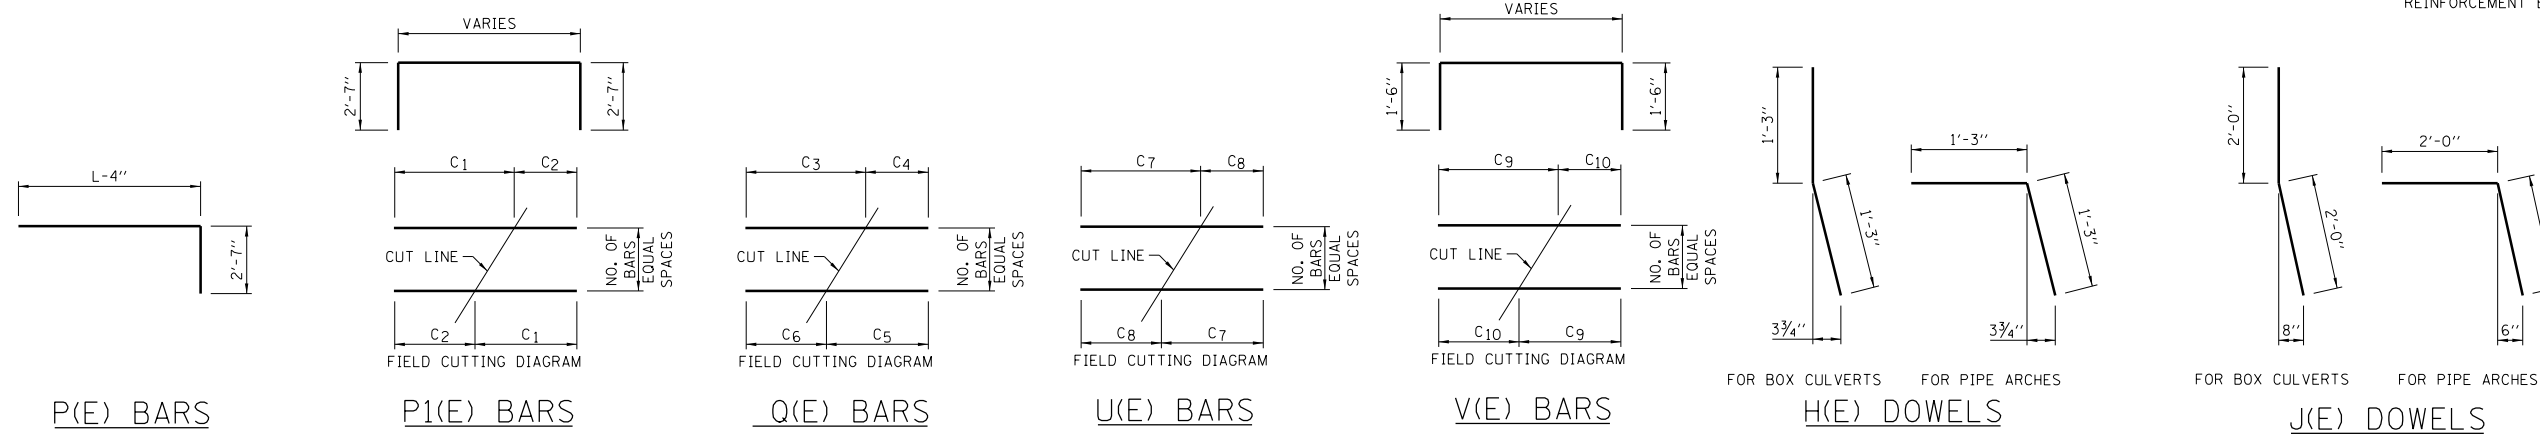 REINFORCEMENT
L-4"
2'-7"
P(E) BARS
VARIES
2'-7"
2'-7"
C1
C2
CUT LINE
NO. OF
BARS
EQUAL
SPACES
C2
C1
FIELD CUTTING DIAGRAM
P1(E) BARS
C3
C4
CUT LINE
NO. OF
BARS
EQUAL
SPACES
C6
C5
FIELD CUTTING DIAGRAM
Q(E) BARS
C7
C8
CUT LINE
NO. OF
BARS
EQUAL
SPACES
C8
C7
FIELD CUTTING DIAGRAM
U(E) BARS
VARIES
1'-6"
1'-6"
C9
C10
CUT LINE
NO. OF
BARS
EQUAL
SPACES
C10
C9
FIELD CUTTING DIAGRAM
V(E) BARS
1'-3"
1'-3"
3¾"
FOR BOX CULVERTS
1'-3"
1'-3"
3¾"
FOR PIPE ARCHES
H(E) DOWELS
2'-0"
2'-0"
8"
FOR BOX CULVERTS
2'-0"
6"
FOR PIPE ARCHES
J(E) DOWELS